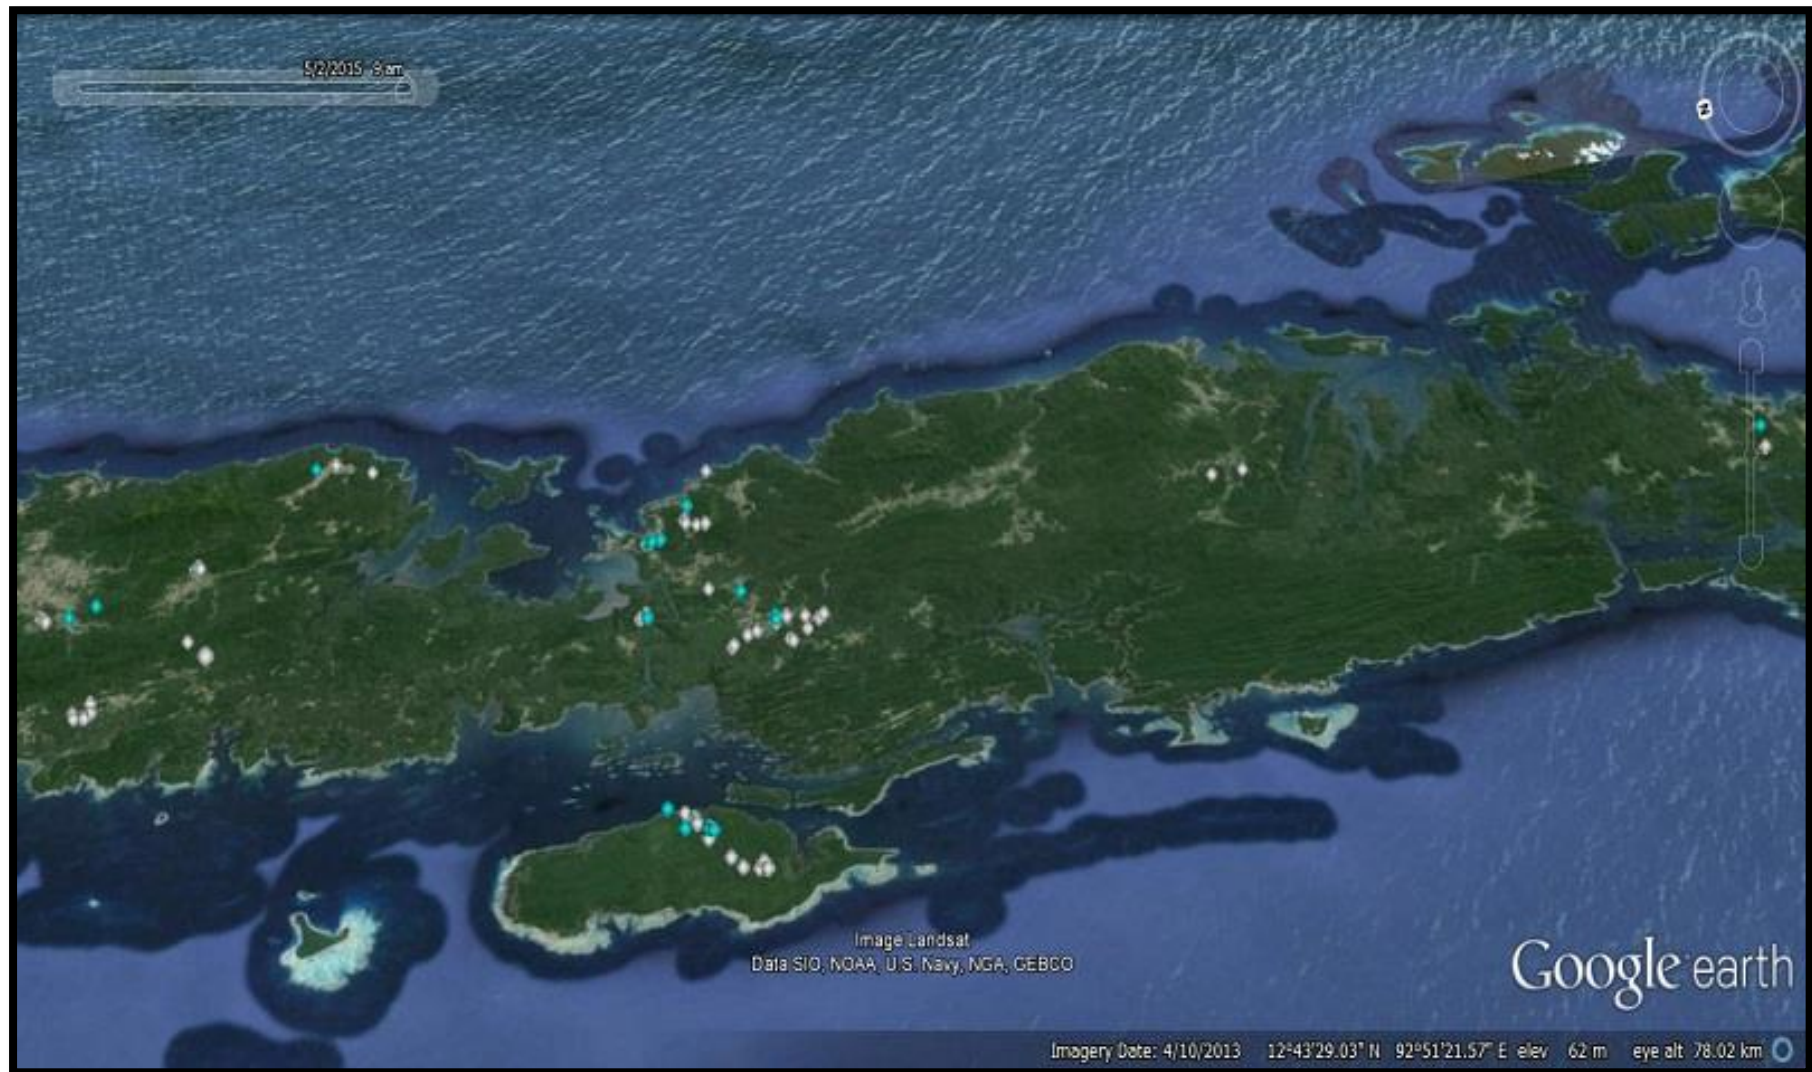 5/2/2015 9 am
N
Image Landsat
Data SIO, NOAA, U.S. Navy, NGA, GEBCO
Google earth
Imagery Date: 4/10/2013 12°43'29.03" N 92°51'21.57" E elev 62 m eye alt 78.02 km